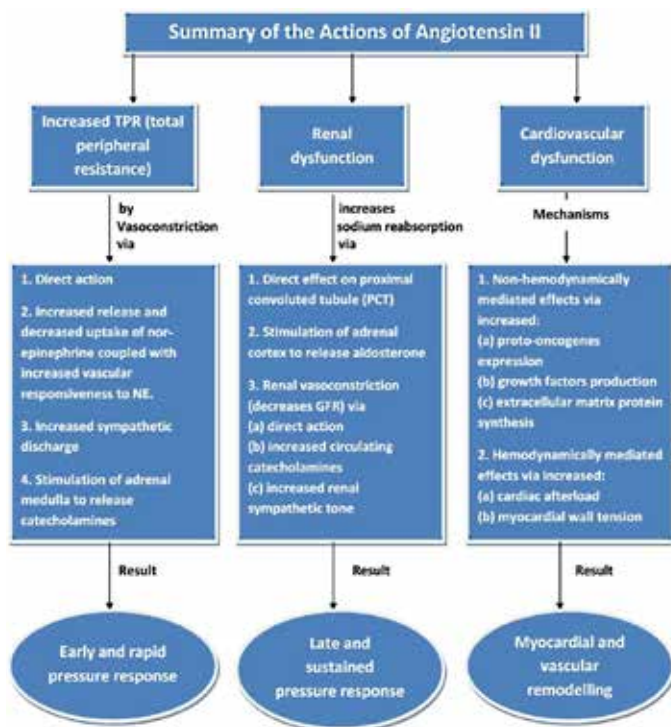 Summary of the Actions of Angiotensin II
Increased TPR (total
peripheral
resistance)
by
Vasoconstriction
via
1. Direct action
2. Increased release and
decreased uptake of nor-
epinephrine coupled with
increased vascular
responsiveness to NE.
3. Increased sympathetic
discharge
4. Stimulation of adrenal
medulla to release
catecholamines
Result
Early and rapid
pressure response
Renal
dysfunction
increases
sodium reabsorption
via
1. Direct effect on proximal
convoluted tubule (PCT)
2. Stimulation of adrenal
cortex to release aldosterone
3. Renal vasoconstriction
(decreases GFR) via
(a) direct action
(b) increased circulating
catecholamines
(c) increased renal
sympathetic tone
Result
Late and
sustained
pressure response
Cardiovascular
dysfunction
Mechanisms
1. Non-hemodynamically
mediated effects via
increased:
(a) proto-oncogenes
expression
(b) growth factors production
(c) extracellular matrix protein
synthesis
2. Hemodynamically mediated
effects via increased:
(a) cardiac afterload
(b) myocardial wall tension
Result
Myocardial and
vascular
remodelling